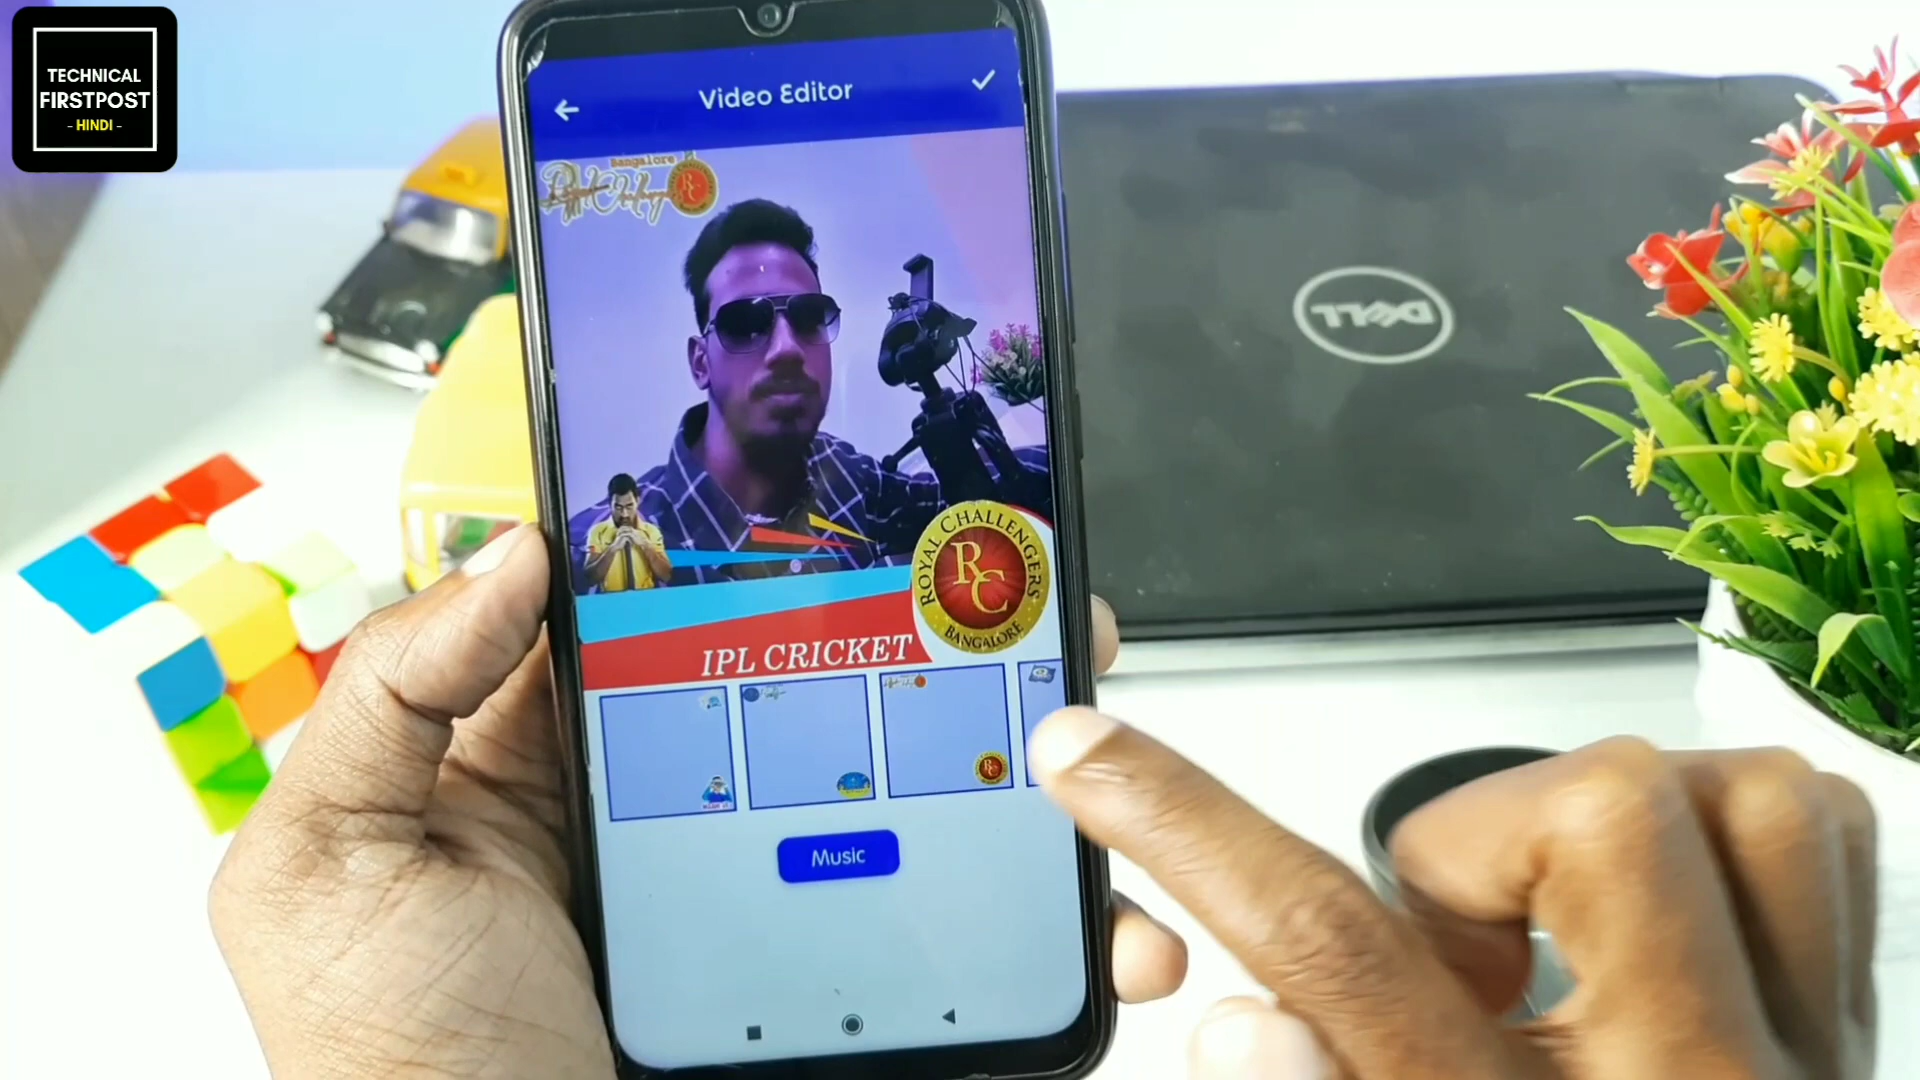 TECHNICAL
FIRSTPOST
- HINDI -
Video Editor
Bangalore
ROYAL CHALLENGERS
RC
BANGALORE
IPL CRICKET
Music
DELL